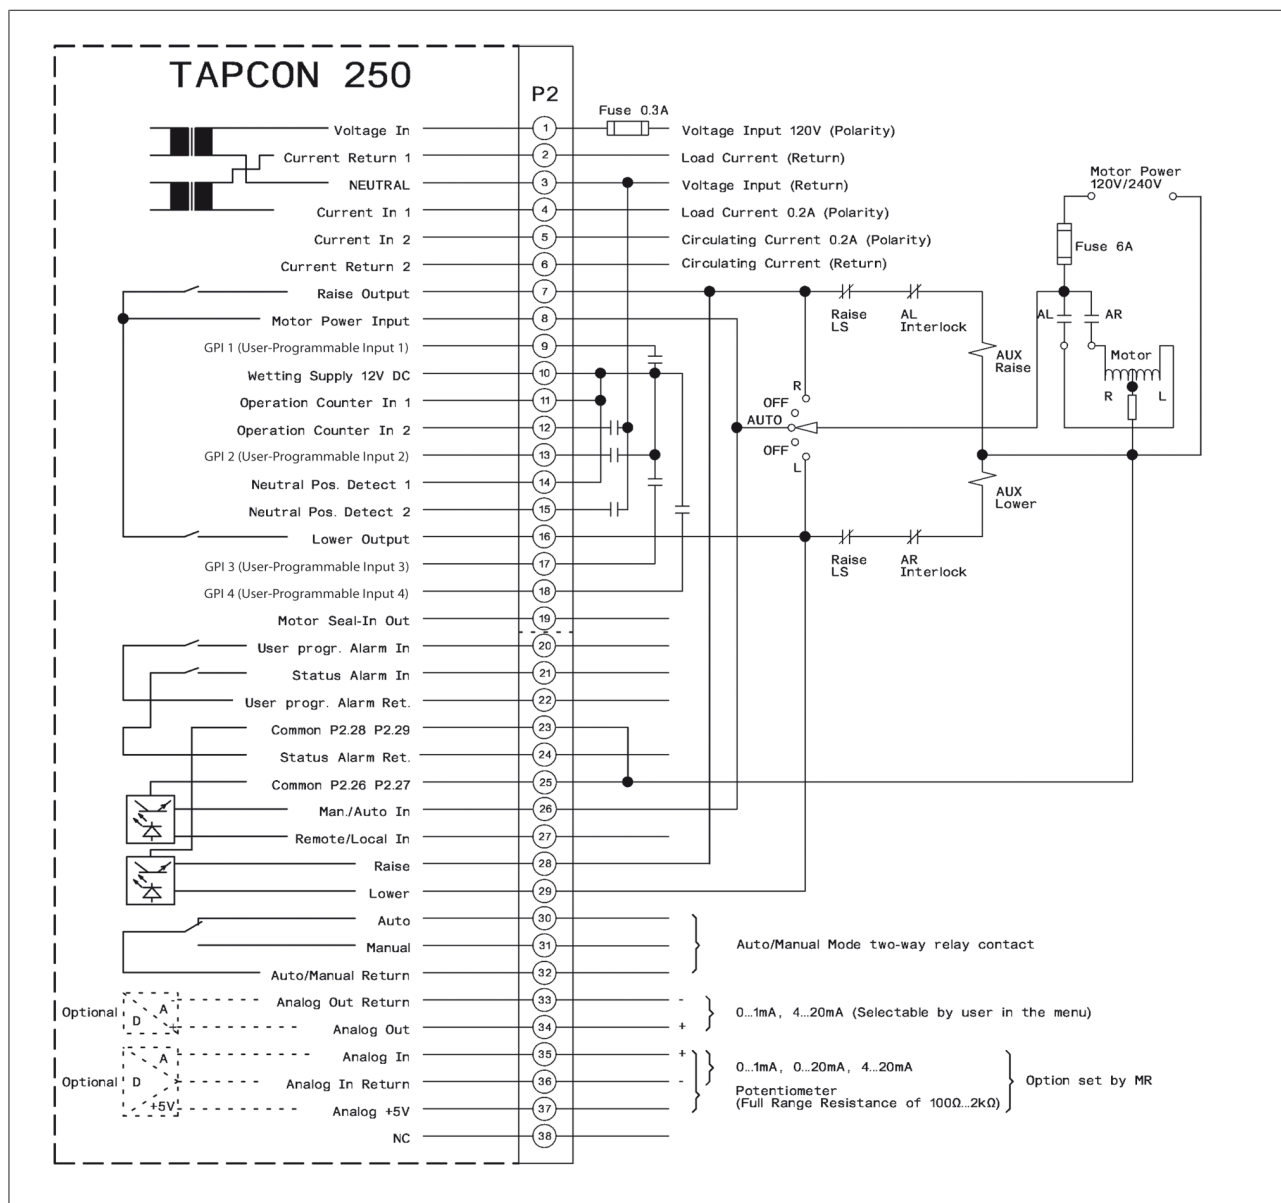 TAPCON 250
P2
Fuse 0.3A
Voltage In 1 Voltage Input 120V (Polarity)
Current Return 1 2 Load Current (Return)
NEUTRAL 3 Voltage Input (Return)
Current In 1 4 Load Current 0.2A (Polarity)
Current In 2 5 Circulating Current 0.2A (Polarity)
Current Return 2 6 Circulating Current (Return)
Raise Output 7
Motor Power Input 8
GPI 1 (User-Programmable Input 1) 9
Wetting Supply 12V DC 10
Operation Counter In 1 11
Operation Counter In 2 12
GPI 2 (User-Programmable Input 2) 13
Neutral Pos. Detect 1 14
Neutral Pos. Detect 2 15
Lower Output 16
GPI 3 (User-Programmable Input 3) 17
GPI 4 (User-Programmable Input 4) 18
Motor Seal-In Out 19
User progr. Alarm In 20
Status Alarm In 21
User progr. Alarm Ret. 22
Common P2.28 P2.29 23
Status Alarm Ret. 24
Common P2.26 P2.27 25
Man./Auto In 26
Remote/Local In 27
Raise 28
Lower 29
Auto 30
Manual 31
Auto/Manual Return 32
Analog Out Return 33 -
Analog Out 34 +
Analog In 35 +
Analog In Return 36 -
Analog +5V 37
NC 38
Motor Power
120V/240V
Fuse 6A
AL
AR
Motor
R
L
Raise
LS
AL
Interlock
AUX
Raise
R
OFF
AUTO
OFF
L
AUX
Lower
Raise
LS
AR
Interlock
Auto/Manual Mode two-way relay contact
Optional
D
A
-
+
0...1mA, 4...20mA (Selectable by user in the menu)
Optional
A
D
+5V
0...1mA, 0...20mA, 4...20mA
Potentiometer
(Full Range Resistance of 100Ω...2kΩ)
Option set by MR